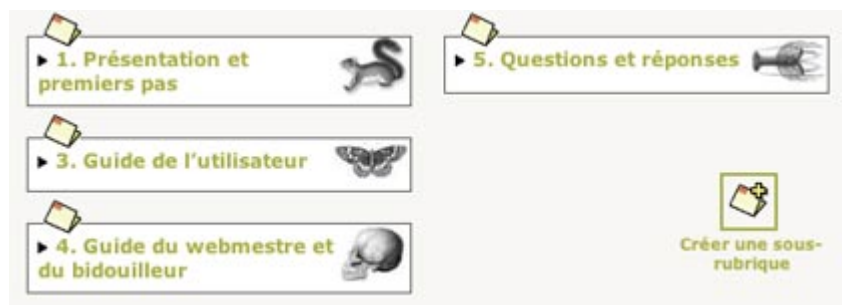 1. Présentation et
premiers pas
3. Guide de l'utilisateur
4. Guide du webmestre et
du bidouilleur
5. Questions et réponses
Créer une sous-
rubrique